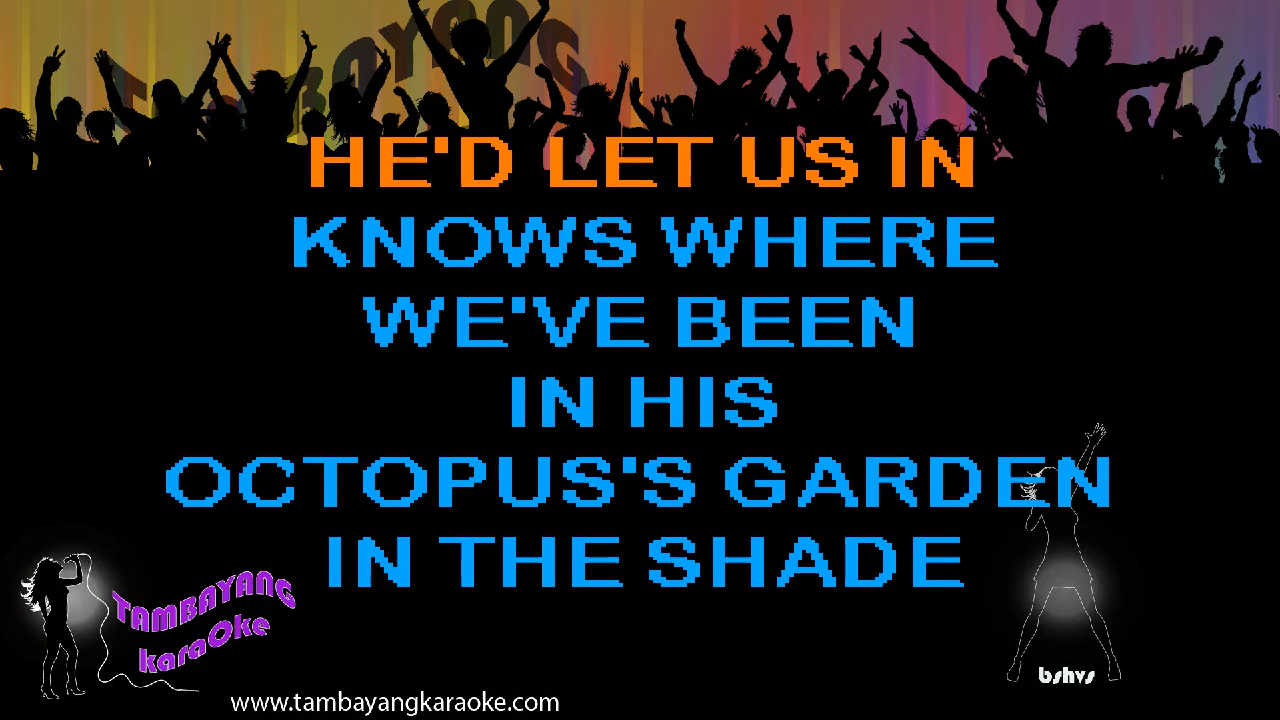 TAMBAYANG
HE'D LET US IN
KNOWS WHERE
WE'VE BEEN
IN HIS
OCTOPUS'S GARDEN
IN THE SHADE
TAMBAYANG
karaOke
bshvs
www.tambayangkaraoke.com